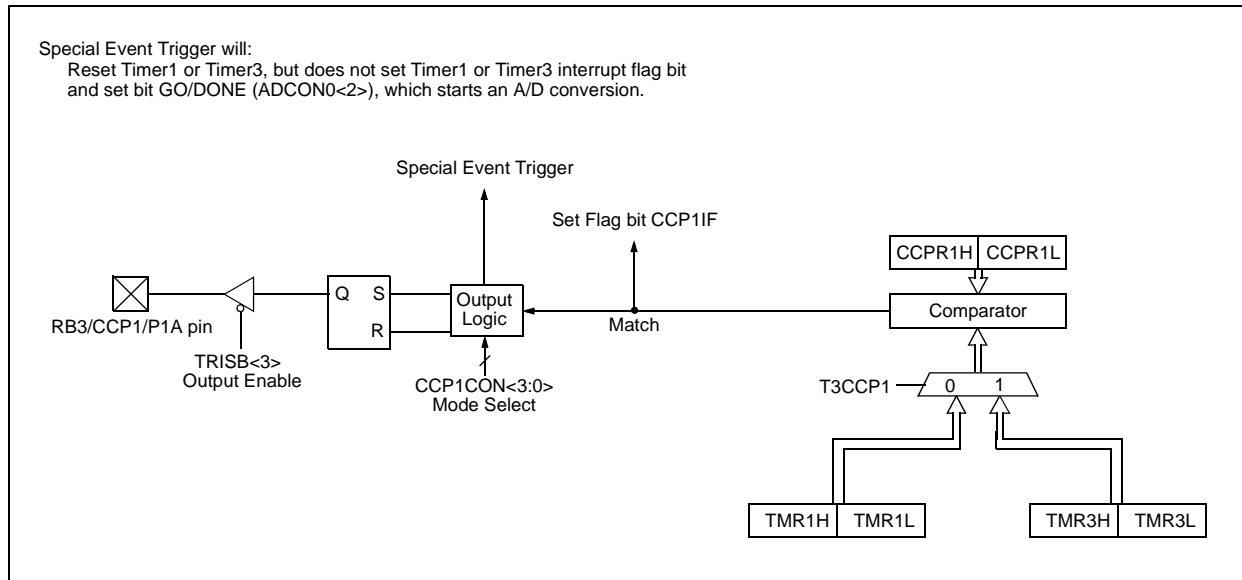 Special Event Trigger will:
Reset Timer1 or Timer3, but does not set Timer1 or Timer3 interrupt flag bit
and set bit GO/DONE (ADCON0<2>), which starts an A/D conversion.
Special Event Trigger
Set Flag bit CCP1IF
CCPR1H CCPR1L
Q S
R
Output
Logic
Comparator
Match
RB3/CCP1/P1A pin
TRISB<3>
Output Enable
CCP1CON<3:0>
Mode Select
T3CCP1
0 1
TMR1H TMR1L
TMR3H TMR3L